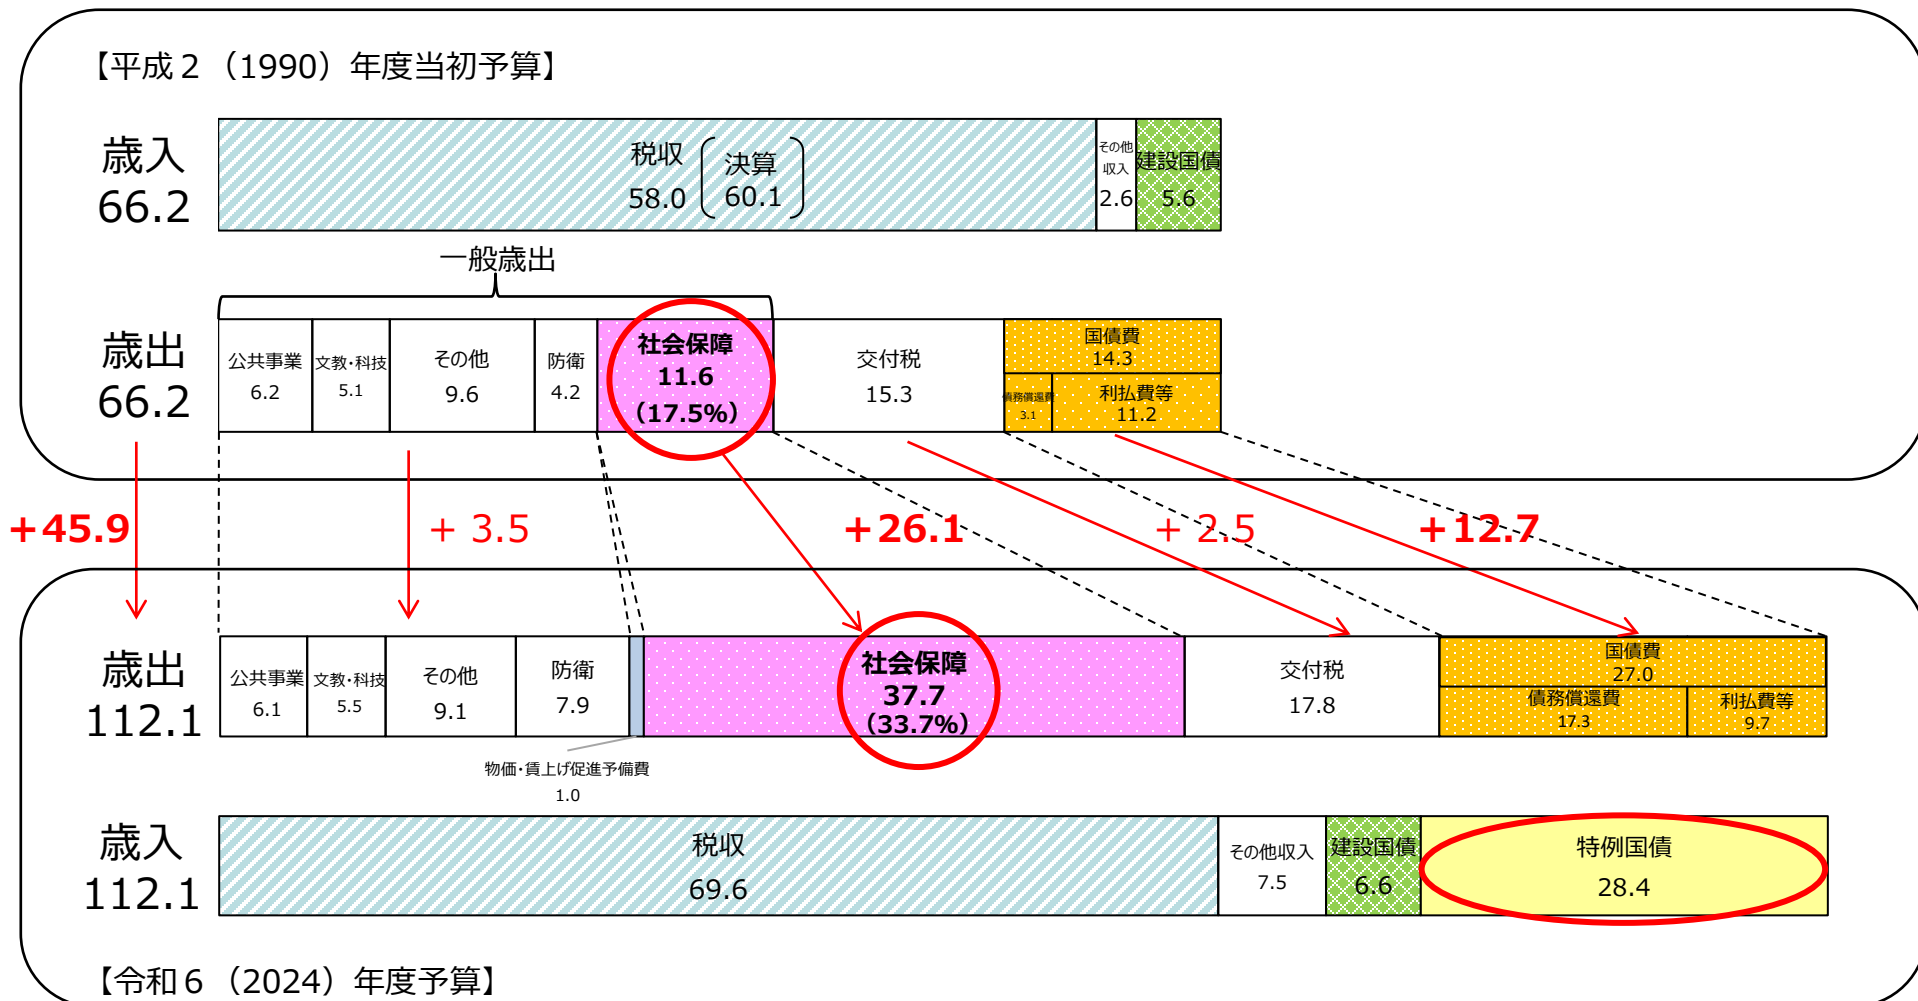 【平成２（1990）年度当初予算】
歳入
66.2
税収
58.0
決算
60.1
その他
収入
2.6
建設国債
5.6
一般歳出
歳出
66.2
公共事業
6.2
文教・科技
5.1
その他
9.6
防衛
4.2
社会保障
11.6
（17.5%）
交付税
15.3
国債費
14.3
債務償還費
3.1
利払費等
11.2
+45.9
+ 3.5
+26.1
+ 2.5
+12.7
歳出
112.1
公共事業
6.1
文教・科技
5.5
その他
9.1
防衛
7.9
物価・賃上げ促進予備費
1.0
社会保障
37.7
（33.7%）
交付税
17.8
国債費
27.0
債務償還費
17.3
利払費等
9.7
歳入
112.1
税収
69.6
その他収入
7.5
建設国債
6.6
特例国債
28.4
【令和６（2024）年度予算】